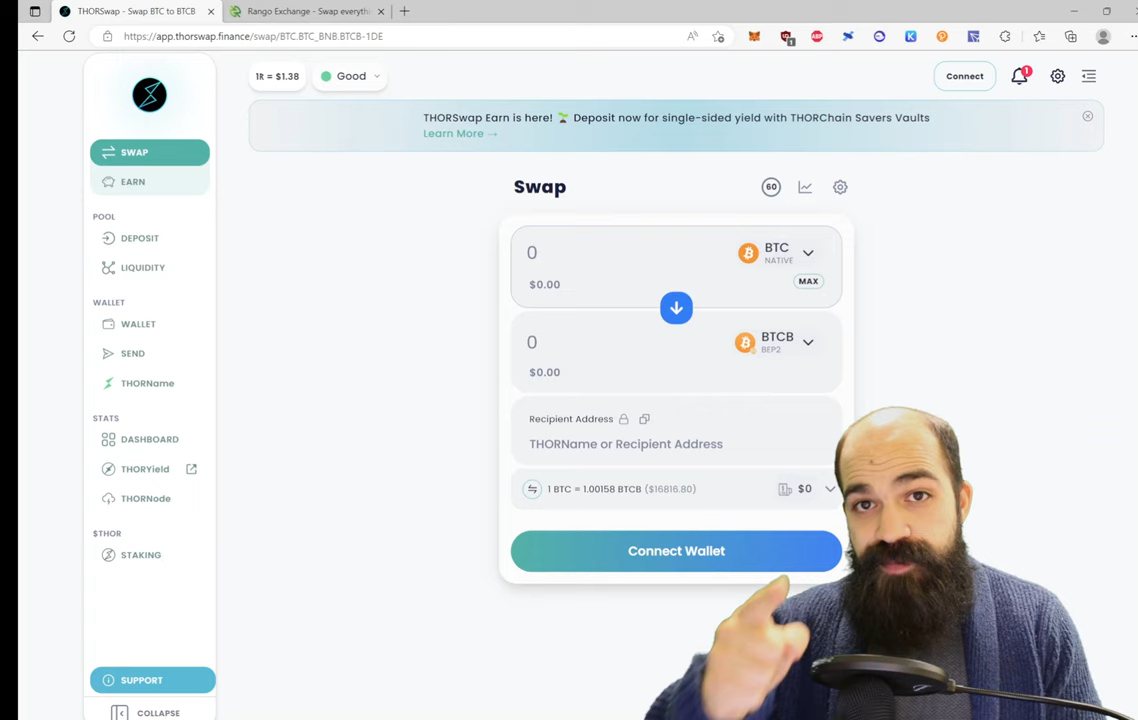 THORSwap - Swap BTC to BTCB
Rango Exchange - Swap everythi
https://app.thorswap.finance/swap/BTC.BTC_BNB.BTCB-1DE
1R = $1.38
Good
Connect
1
THORSwap Earn is here! 🌱 Deposit now for single-sided yield with THORChain Savers Vaults
Learn More →
SWAP
EARN
POOL
DEPOSIT
LIQUIDITY
WALLET
WALLET
SEND
THORName
STATS
DASHBOARD
THORYield
THORNode
$THOR
STAKING
SUPPORT
COLLAPSE
Swap
60
0
BTC
NATIVE
$0.00
MAX
0
BTCB
BEP2
$0.00
Recipient Address
THORName or Recipient Address
1 BTC = 1.00158 BTCB ($16816.80)
$0
Connect Wallet